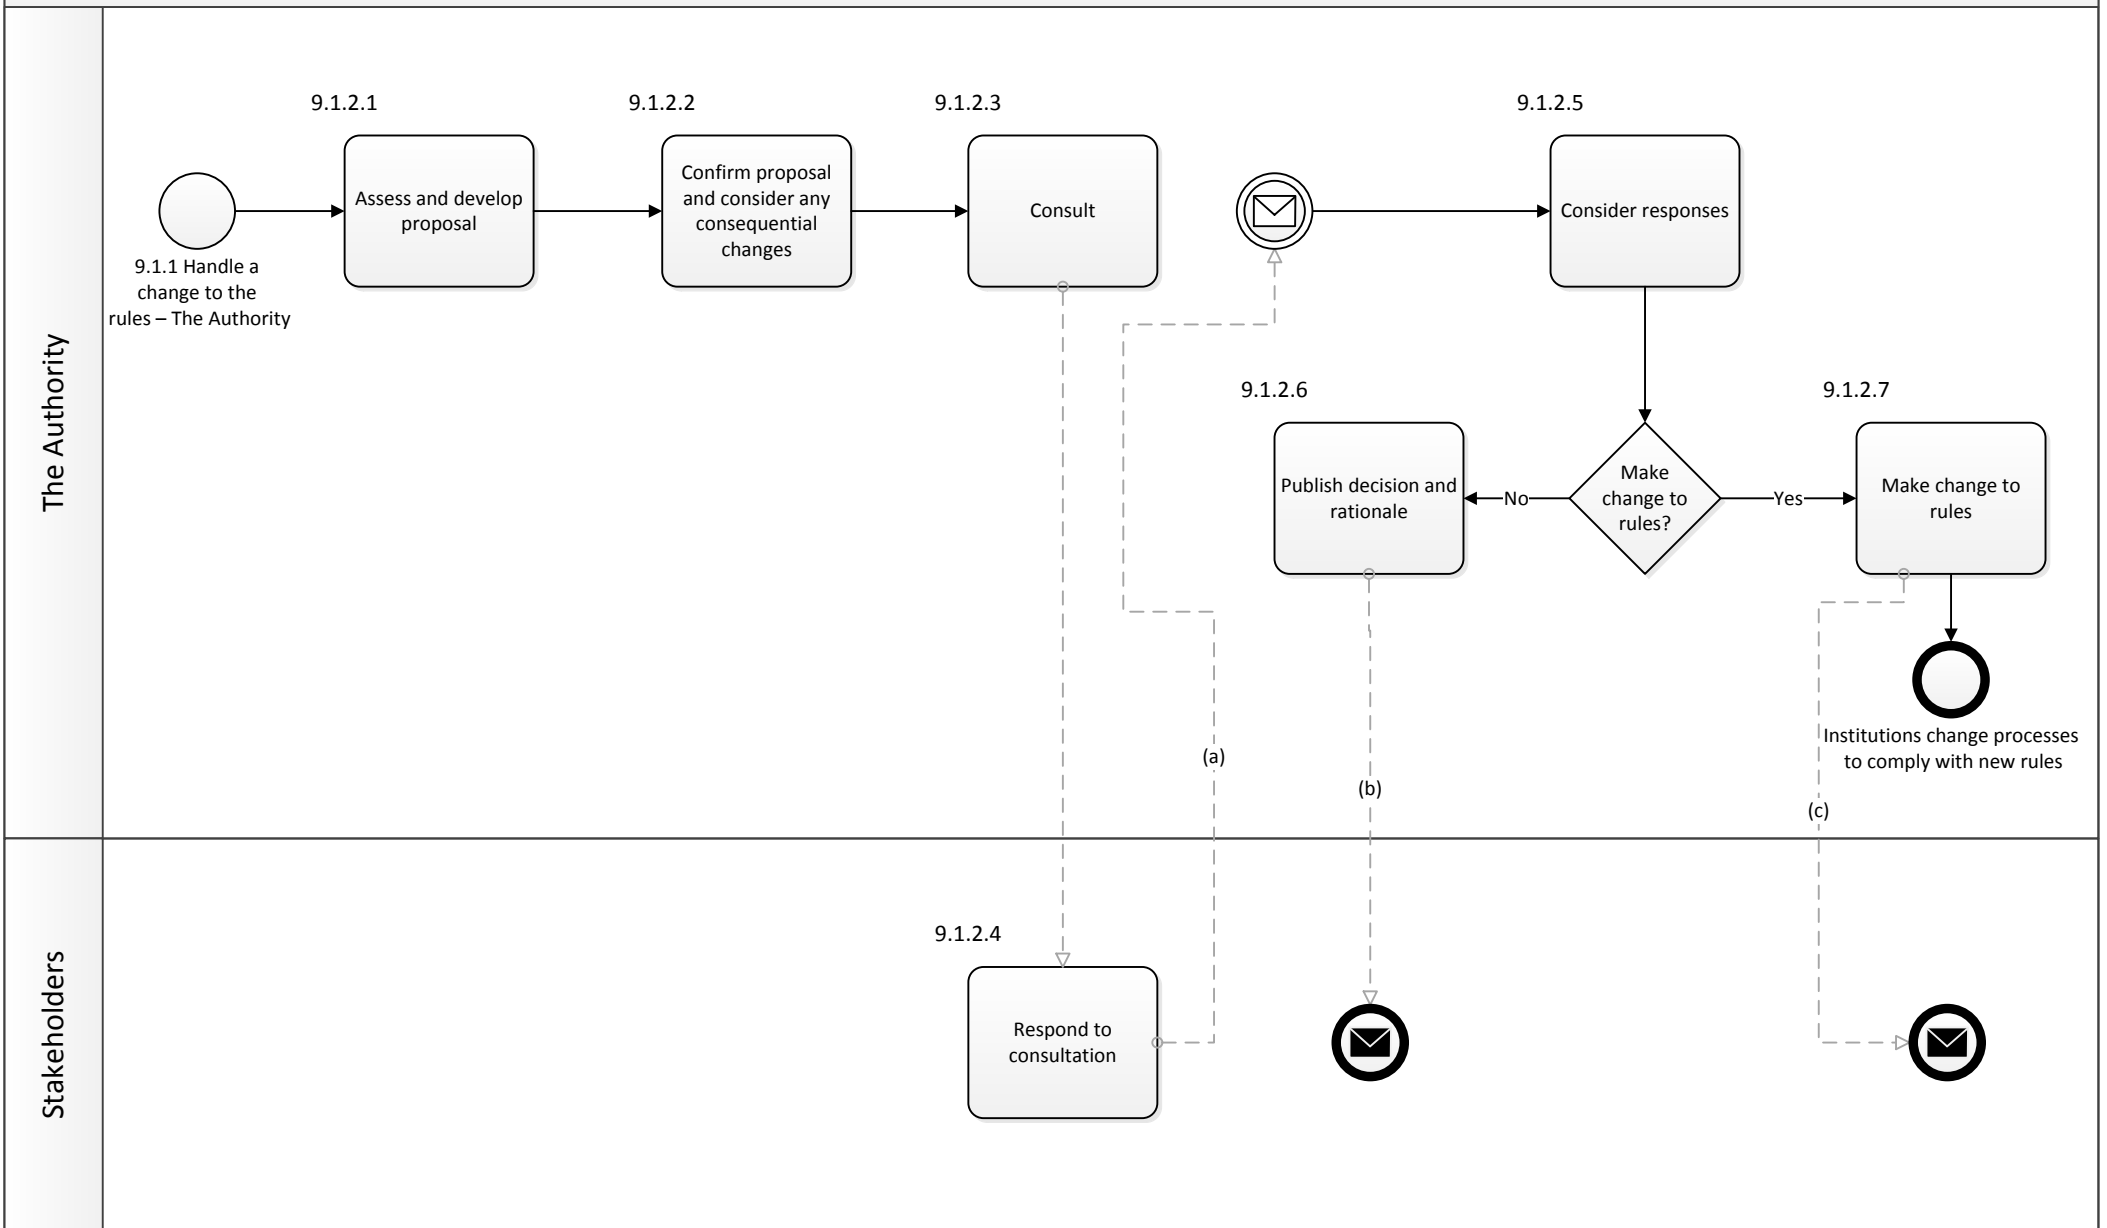 The Authority
9.1.2.1
9.1.2.2
9.1.2.3
9.1.2.5
Assess and develop
proposal
Confirm proposal
and consider any
consequential
changes
Consult
Consider responses
9.1.1 Handle a
change to the
rules – The Authority
9.1.2.6
9.1.2.7
Publish decision and
rationale
No
Make
change to
rules?
Yes
Make change to
rules
Institutions change processes
to comply with new rules
(a)
(b)
(c)
Stakeholders
9.1.2.4
Respond to
consultation